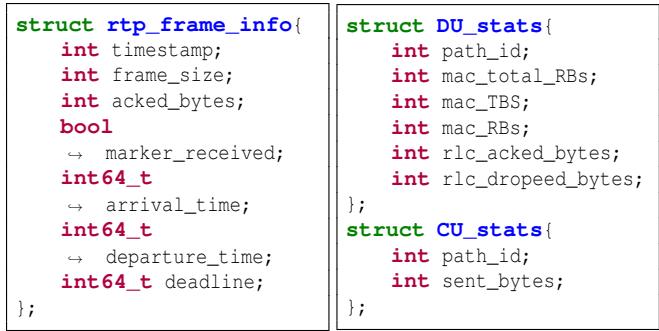 struct rtp_frame_info{
int timestamp;
int frame_size;
int acked_bytes;
bool
↪ marker_received;
int64_t
↪ arrival_time;
int64_t
↪ departure_time;
int64_t deadline;
};
struct DU_stats{
int path_id;
int mac_total_RBs;
int mac_TBS;
int mac_RBs;
int rlc_acked_bytes;
int rlc_dropeed_bytes;
};
struct CU_stats{
int path_id;
int sent_bytes;
};